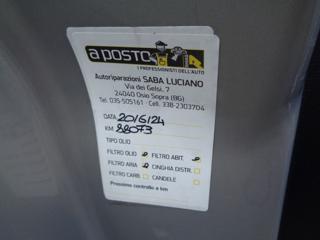 a posto
I PROFESSIONISTI DELL'AUTO
Autoriparazioni SABA LUCIANO
Via dei Gelsi, 7
24040 Osio Sopra (BG)
Tel. 035-505161 - Cell. 338-2303704
DATA 20/6/24
KM 88073
TIPO OLIO
FILTRO OLIO FILTRO ABIT.
FILTRO ARIA CINGHIA DISTR.
FILTRO CARB. CANDELE
Prossimo controllo a km